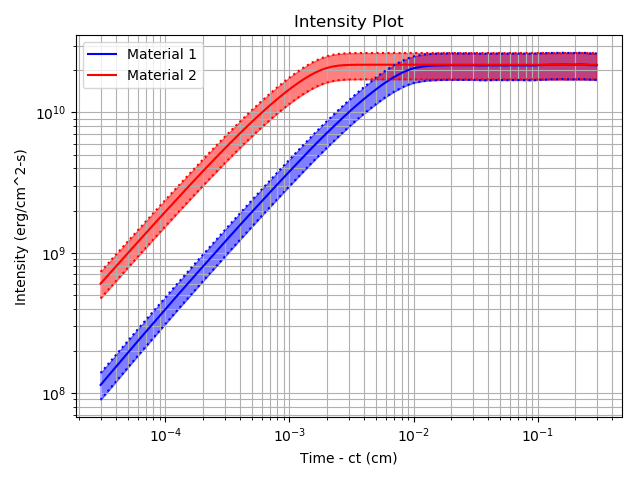 Intensity Plot
Material 1
Material 2
Intensity (erg/cm^2-s)
10^10
10^9
10^8
10^-4
10^-3
10^-2
10^-1
Time - ct (cm)